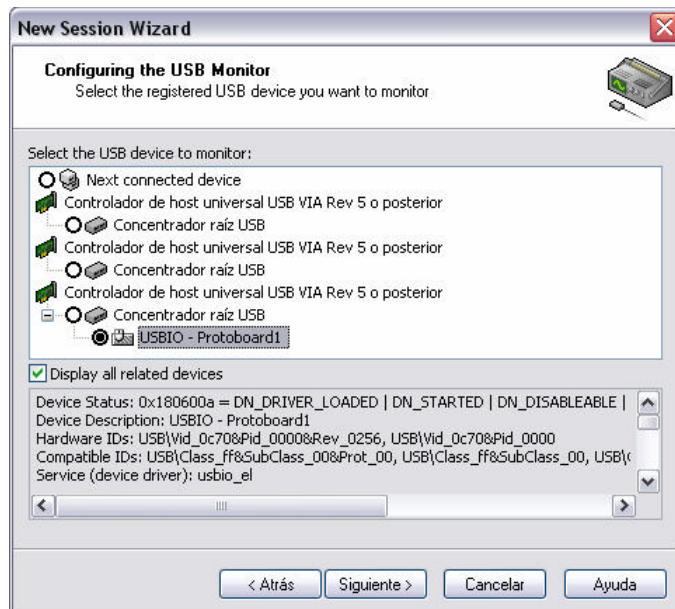 New Session Wizard
Configuring the USB Monitor
Select the registered USB device you want to monitor
Select the USB device to monitor:
Next connected device
Controlador de host universal USB VIA Rev 5 o posterior
Concentrador raíz USB
Controlador de host universal USB VIA Rev 5 o posterior
Concentrador raíz USB
Controlador de host universal USB VIA Rev 5 o posterior
Concentrador raíz USB
USBIO - Protoboard1
Display all related devices
Device Status: 0x180600a = DN_DRIVER_LOADED | DN_STARTED | DN_DISABLEABLE |
Device Description: USBIO - Protoboard1
Hardware IDs: USB\Vid_0c70&Pid_0000&Rev_0256, USB\Vid_0c70&Pid_0000
Compatible IDs: USB\Class_ff&SubClass_00&Prot_00, USB\Class_ff&SubClass_00, USB\
Service (device driver): usbio_el
< Atrás Siguiente > Cancelar Ayuda